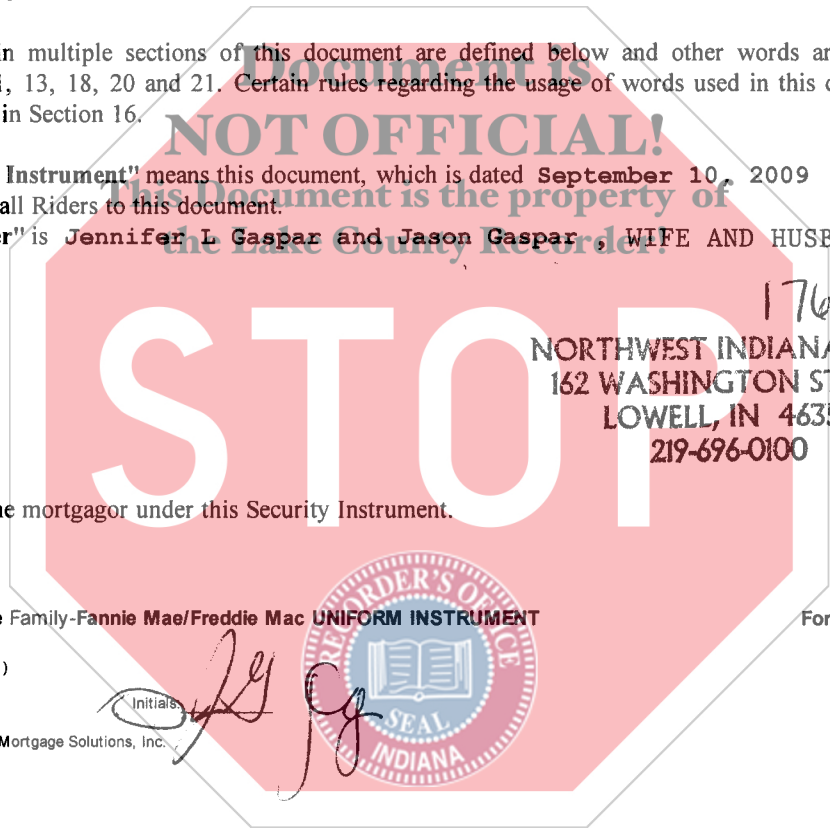 in multiple sections of this document are defined below and other words ar
, 13, 18, 20 and 21. Certain rules regarding the usage of words used in this
in Section 16.
Document is
NOT OFFICIAL!
This Document is the property of
the Lake County Recorder!
Instrument" means this document, which is dated September 10, 2009
all Riders to this document.
r" is Jennifer L Gaspar and Jason Gaspar , WIFE AND HUSB
176
NORTHWEST INDIANA
162 WASHINGTON ST
LOWELL, IN 463
219-696-0100
STOP
e mortgagor under this Security Instrument.
e Family-Fannie Mae/Freddie Mac UNIFORM INSTRUMENT For
)
Initials:
Mortgage Solutions, Inc.
RECORDER'S OFFICE
SEAL
INDIANA